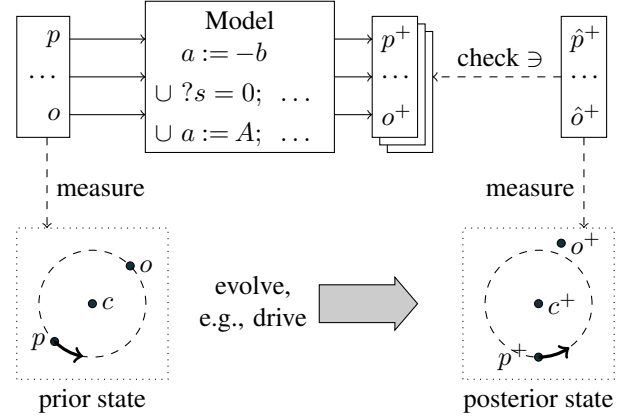 p
...
o
Model
a := −b
∪ ?s = 0; ...
∪ a := A; ...
p⁺
...
o⁺
check ∋
p̂⁺
...
ô⁺
measure
measure
o
c
p
prior state
evolve,
e.g., drive
o⁺
c⁺
p⁺
posterior state